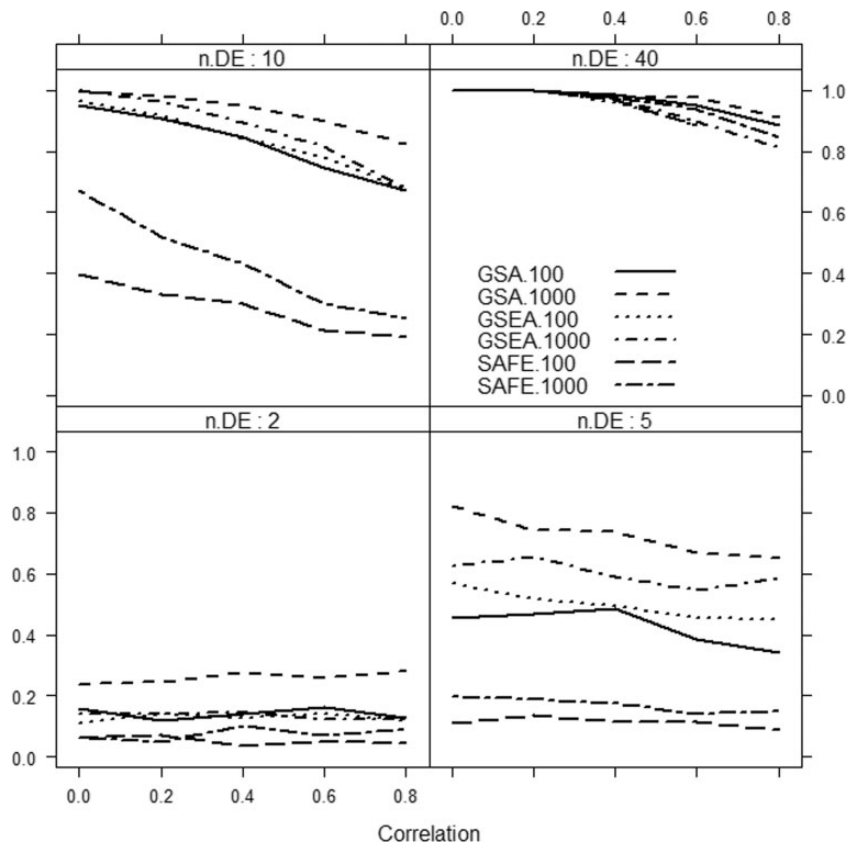 0.0 0.2 0.4 0.6 0.8
n.DE : 10
n.DE : 40
1.0
0.8
0.6
0.4
0.2
0.0
GSA.100
GSA.1000
GSEA.100
GSEA.1000
SAFE.100
SAFE.1000
n.DE : 2
n.DE : 5
1.0
0.8
0.6
0.4
0.2
0.0
0.0 0.2 0.4 0.6 0.8
Correlation